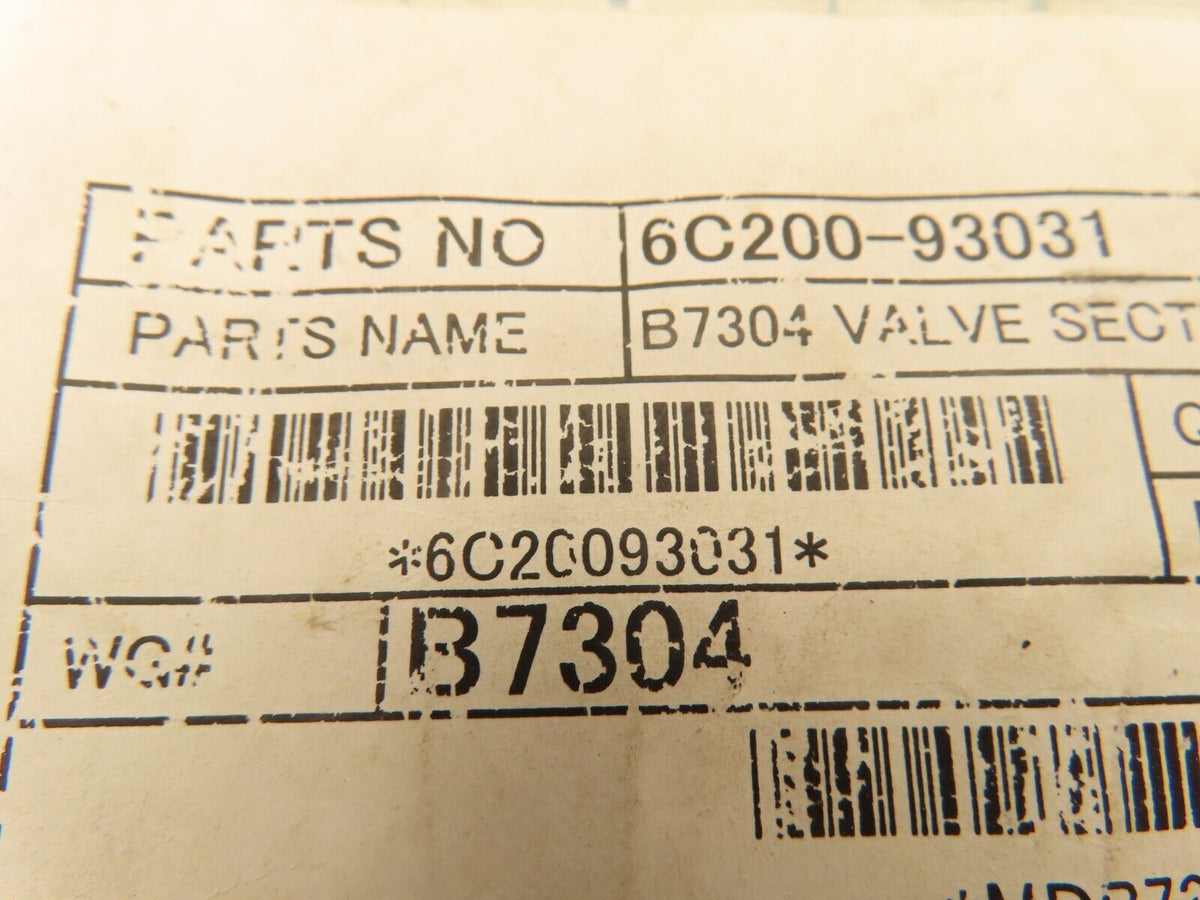 PARTS NO 6C200-93031
PARTS NAME B7304 VALVE SECT
Q
*6C20093031*
WG# B7304